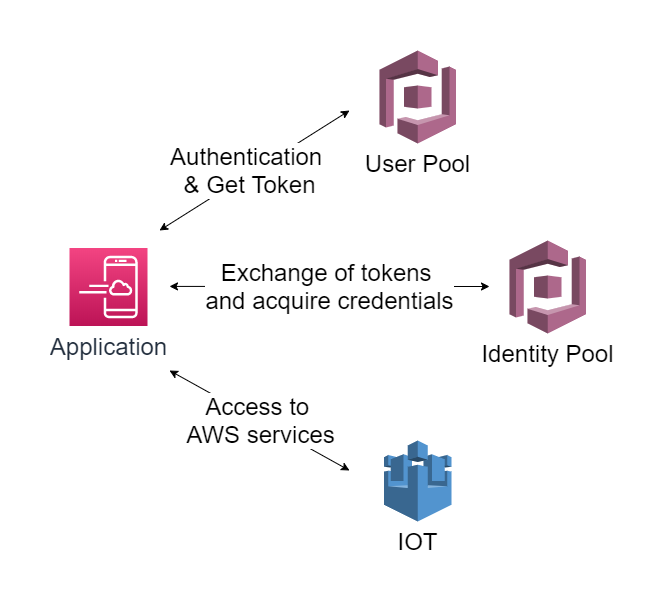 User Pool
Authentication
& Get Token
Exchange of tokens
and acquire credentials
Application
Identity Pool
Access to
AWS services
IOT